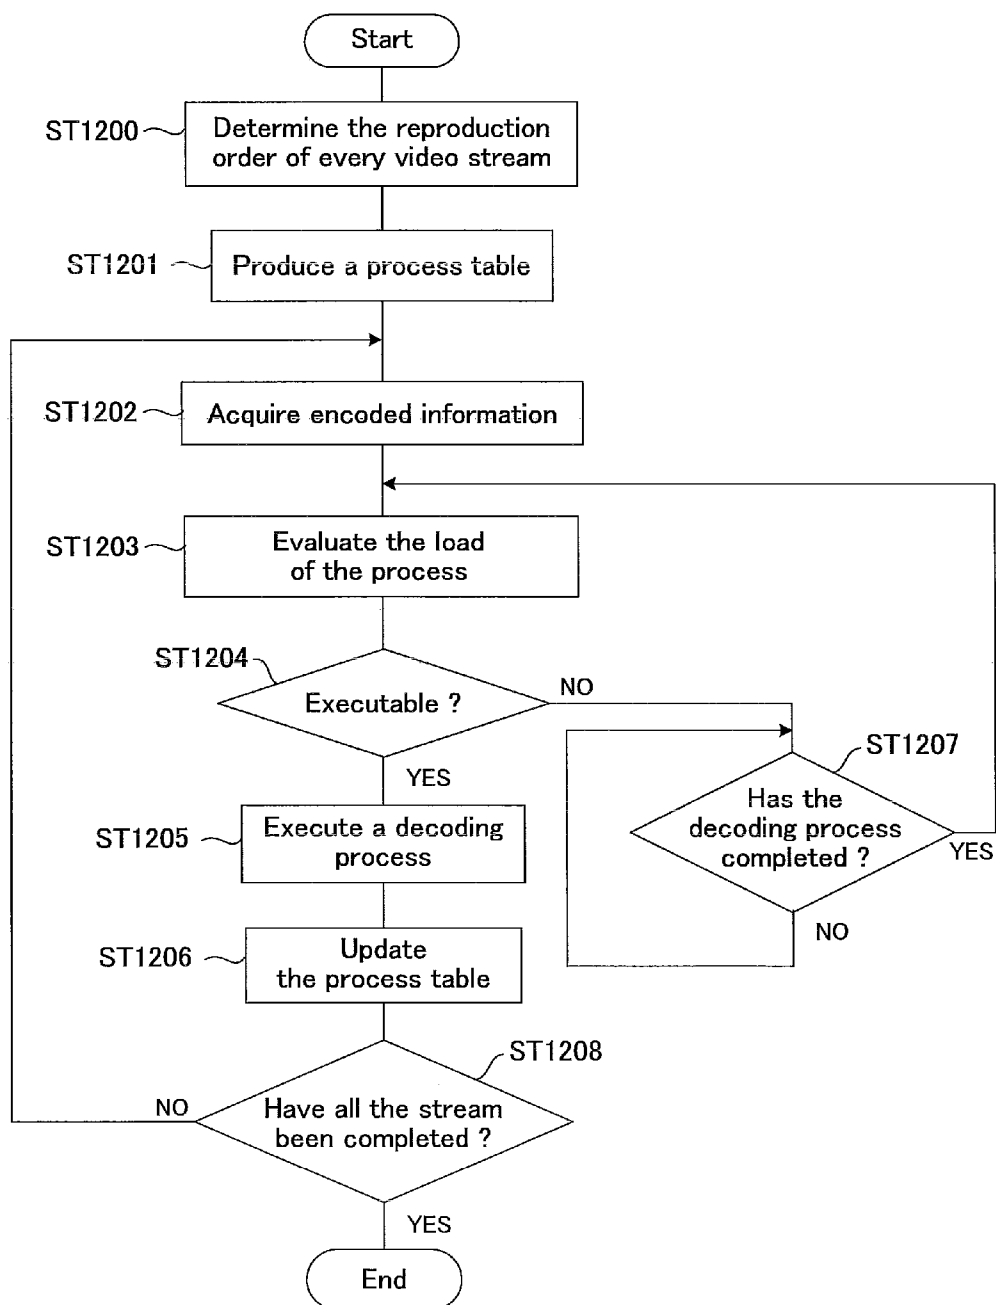 Start
ST1200
Determine the reproduction
order of every video stream
ST1201
Produce a process table
ST1202
Acquire encoded information
ST1203
Evaluate the load
of the process
ST1204
Executable ?
NO
YES
ST1207
Has the
decoding process
completed ?
YES
NO
ST1205
Execute a decoding
process
ST1206
Update
the process table
ST1208
Have all the stream
been completed ?
NO
YES
End